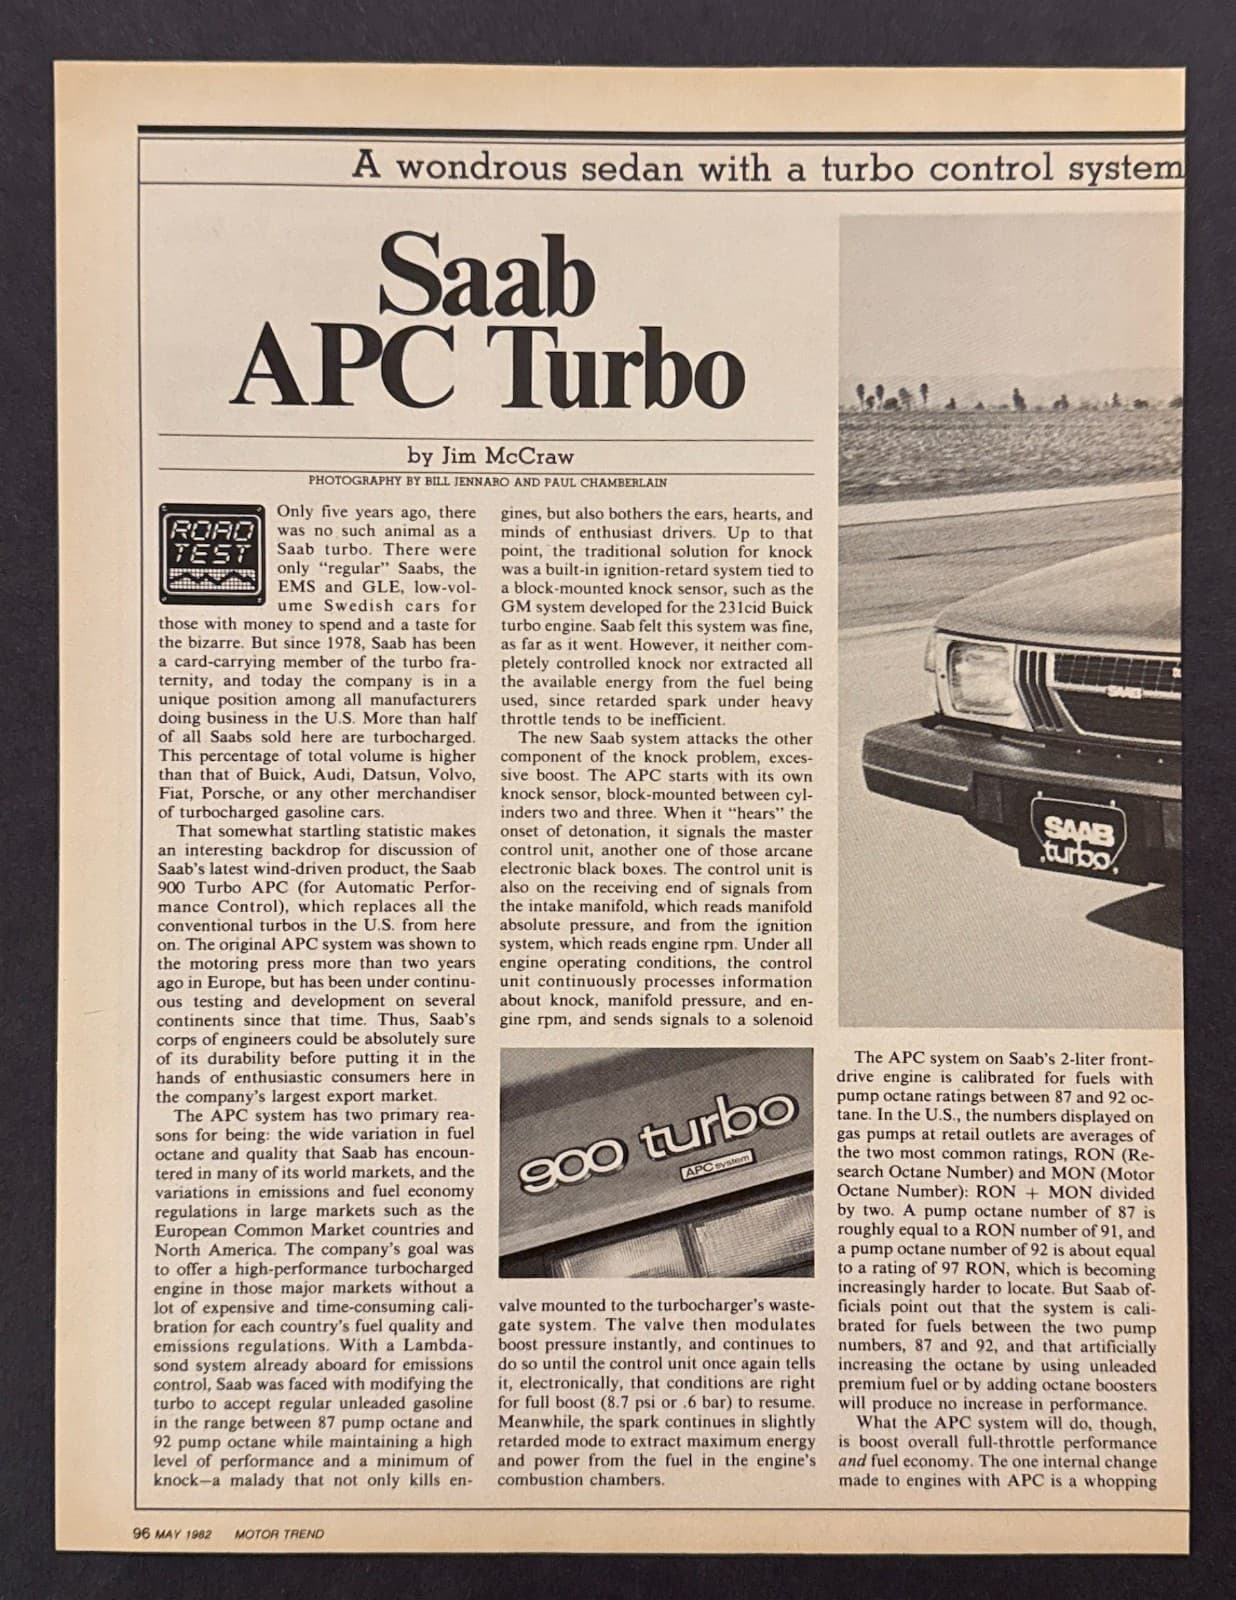 A wondrous sedan with a turbo control system
Saab
APC Turbo
by Jim McCraw
PHOTOGRAPHY BY BILL JENNARO AND PAUL CHAMBERLAIN
ROAD
TEST
Only five years ago, there
was no such animal as a
Saab turbo. There were
only “regular” Saabs, the
EMS and GLE, low-vol-
ume Swedish cars for
those with money to spend and a taste for
the bizarre. But since 1978, Saab has been
a card-carrying member of the turbo fra-
ternity, and today the company is in a
unique position among all manufacturers
doing business in the U.S. More than half
of all Saabs sold here are turbocharged.
This percentage of total volume is higher
than that of Buick, Audi, Datsun, Volvo,
Fiat, Porsche, or any other merchandiser
of turbocharged gasoline cars.
That somewhat startling statistic makes
an interesting backdrop for discussion of
Saab's latest wind-driven product, the Saab
900 Turbo APC (for Automatic Perfor-
mance Control), which replaces all the
conventional turbos in the U.S. from here
on. The original APC system was shown to
the motoring press more than two years
ago in Europe, but has been under continu-
ous testing and development on several
continents since that time. Thus, Saab's
corps of engineers could be absolutely sure
of its durability before putting it in the
hands of enthusiastic consumers here in
the company's largest export market.
The APC system has two primary rea-
sons for being: the wide variation in fuel
octane and quality that Saab has encoun-
tered in many of its world markets, and the
variations in emissions and fuel economy
regulations in large markets such as the
European Common Market countries and
North America. The company's goal was
to offer a high-performance turbocharged
engine in those major markets without a
lot of expensive and time-consuming cali-
bration for each country's fuel quality and
emissions regulations. With a Lambda-
sond system already aboard for emissions
control, Saab was faced with modifying the
turbo to accept regular unleaded gasoline
in the range between 87 pump octane and
92 pump octane while maintaining a high
level of performance and a minimum of
knock—a malady that not only kills en-
gines, but also bothers the ears, hearts, and
minds of enthusiast drivers. Up to that
point, the traditional solution for knock
was a built-in ignition-retard system tied to
a block-mounted knock sensor, such as the
GM system developed for the 231cid Buick
turbo engine. Saab felt this system was fine,
as far as it went. However, it neither com-
pletely controlled knock nor extracted all
the available energy from the fuel being
used, since retarded spark under heavy
throttle tends to be inefficient.
The new Saab system attacks the other
component of the knock problem, exces-
sive boost. The APC starts with its own
knock sensor, block-mounted between cyl-
inders two and three. When it “hears” the
onset of detonation, it signals the master
control unit, another one of those arcane
electronic black boxes. The control unit is
also on the receiving end of signals from
the intake manifold, which reads manifold
absolute pressure, and from the ignition
system, which reads engine rpm. Under all
engine operating conditions, the control
unit continuously processes information
about knock, manifold pressure, and en-
gine rpm, and sends signals to a solenoid
900 turbo
APC system
valve mounted to the turbocharger's waste-
gate system. The valve then modulates
boost pressure instantly, and continues to
do so until the control unit once again tells
it, electronically, that conditions are right
for full boost (8.7 psi or .6 bar) to resume.
Meanwhile, the spark continues in slightly
retarded mode to extract maximum energy
and power from the fuel in the engine's
combustion chambers.
SAAB
SAAB
turbo
The APC system on Saab's 2-liter front-
drive engine is calibrated for fuels with
pump octane ratings between 87 and 92 oc-
tane. In the U.S., the numbers displayed on
gas pumps at retail outlets are averages of
the two most common ratings, RON (Re-
search Octane Number) and MON (Motor
Octane Number): RON + MON divided
by two. A pump octane number of 87 is
roughly equal to a RON number of 91, and
a pump octane number of 92 is about equal
to a rating of 97 RON, which is becoming
increasingly harder to locate. But Saab of-
ficials point out that the system is cali-
brated for fuels between the two pump
numbers, 87 and 92, and that artificially
increasing the octane by using unleaded
premium fuel or by adding octane boosters
will produce no increase in performance.
What the APC system will do, though,
is boost overall full-throttle performance
and fuel economy. The one internal change
made to engines with APC is a whopping
96 MAY 1982 MOTOR TREND